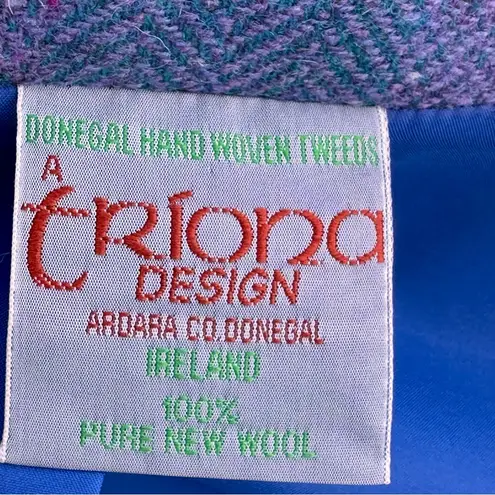 DONEGAL HAND WOVEN TWEEDS
A
tRíona
DESIGN
ARDARA CO. DONEGAL
IRELAND
100%
PURE NEW WOOL